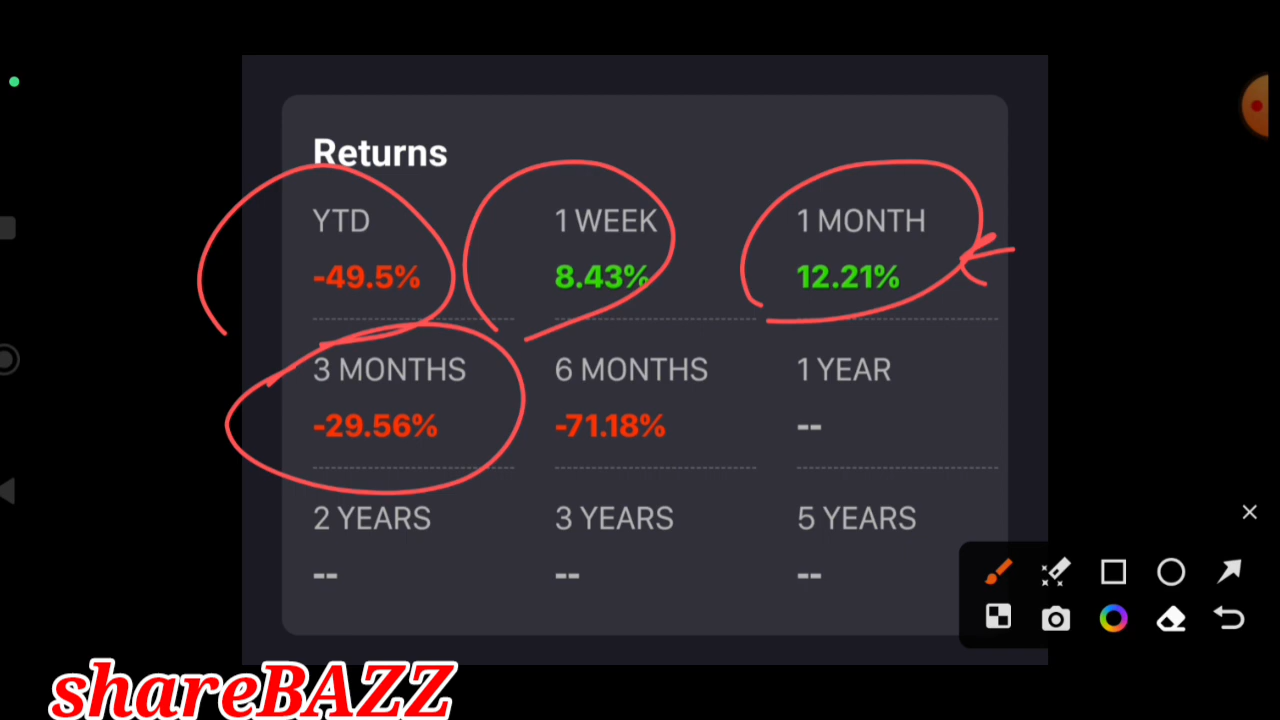 Returns
YTD 1 WEEK 1 MONTH
-49.5% 8.43% 12.21%
3 MONTHS 6 MONTHS 1 YEAR
-29.56% -71.18% --
2 YEARS 3 YEARS 5 YEARS
-- -- --
shareBAZZ